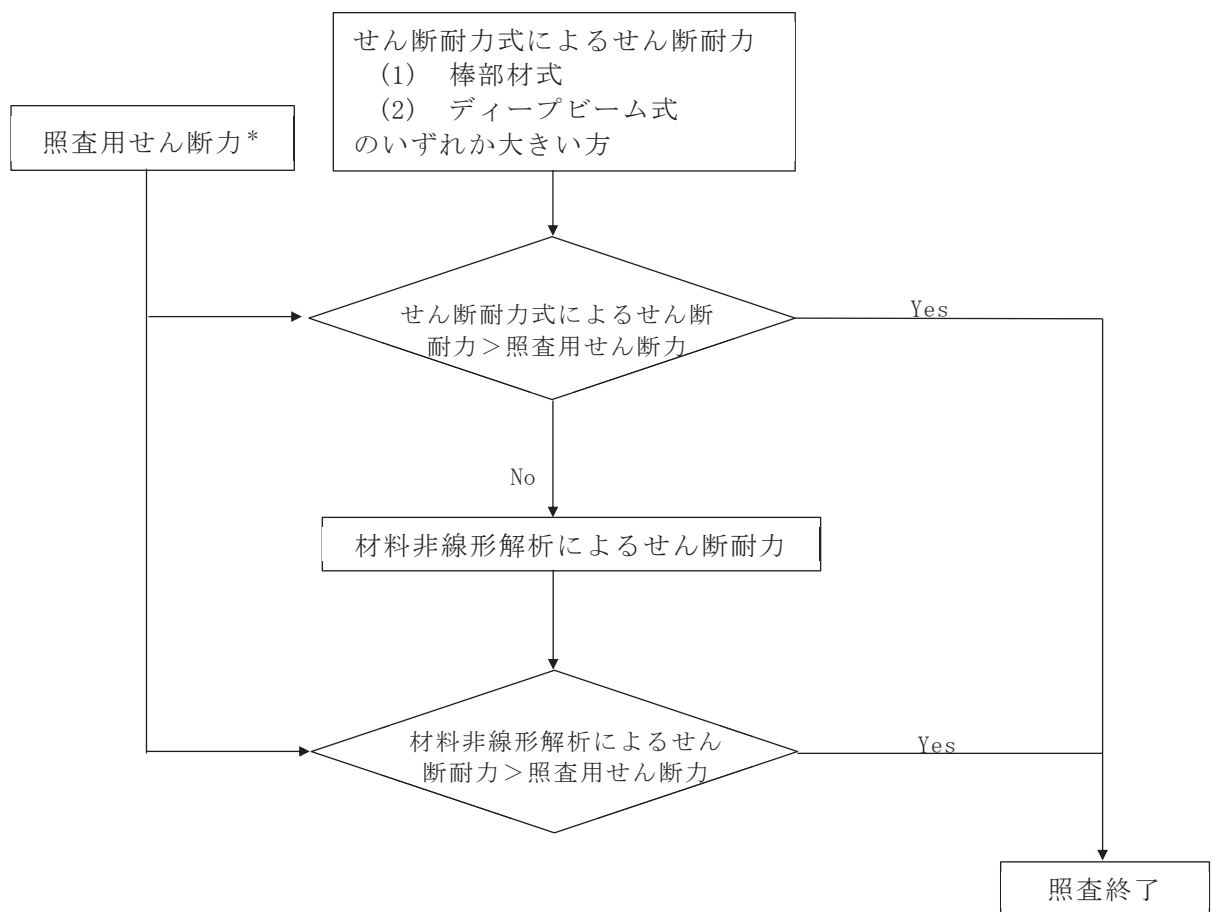 せん断耐力式によるせん断耐力
(1) 棒部材式
(2) ディープビーム式
のいずれか大きい方
照査用せん断力*
せん断耐力式によるせん断
耐力＞照査用せん断力
Yes
No
材料非線形解析によるせん断耐力
材料非線形解析によるせん
断耐力＞照査用せん断力
Yes
照査終了